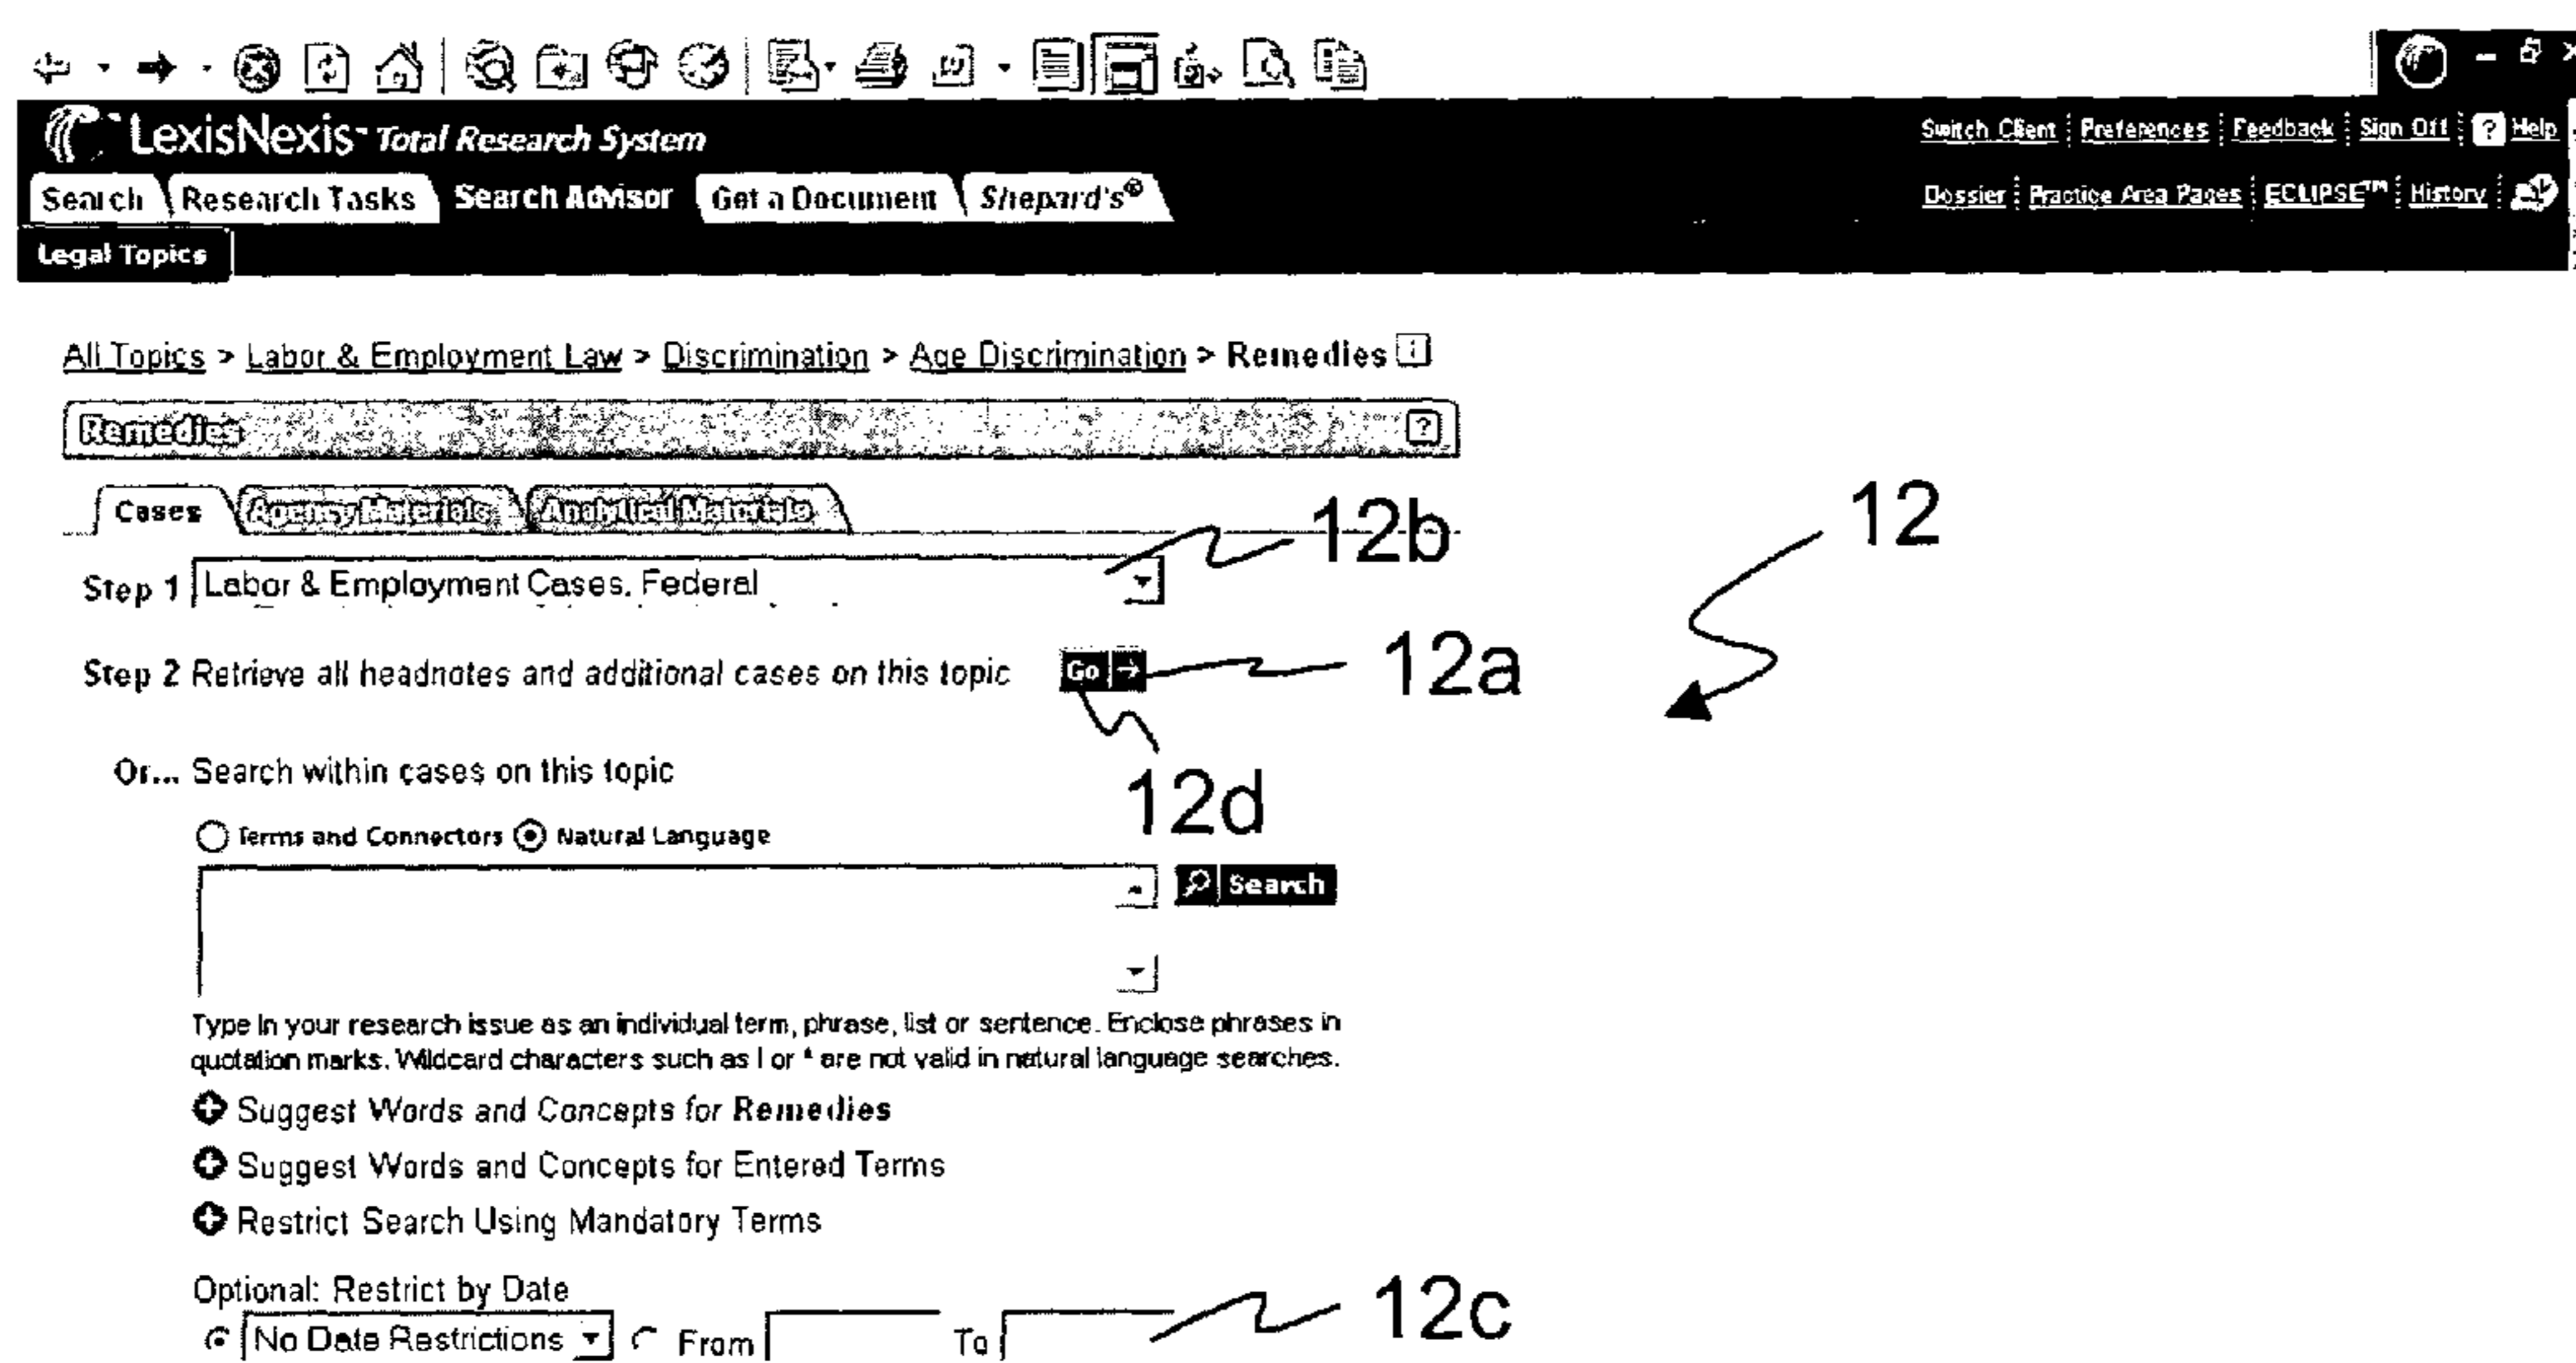 LexisNexis™ Total Research System
Switch Client Preferences Feedback Sign Off ? Help
Search Research Tasks Search Advisor Get a Document Shepard's®
Dossier Practice Area Pages ECLIPSE™ History
Legal Topics
All Topics > Labor & Employment Law > Discrimination > Age Discrimination > Remedies i
Remedies ?
Cases Agency Materials Analytical Materials
12b
12
Step 1 Labor & Employment Cases, Federal
Step 2 Retrieve all headnotes and additional cases on this topic Go →
12a
Or... Search within cases on this topic
12d
Terms and Connectors Natural Language
Search
Type in your research issue as an individual term, phrase, list or sentence. Enclose phrases in
quotation marks. Wildcard characters such as ! or * are not valid in natural language searches.
Suggest Words and Concepts for Remedies
Suggest Words and Concepts for Entered Terms
Restrict Search Using Mandatory Terms
Optional: Restrict by Date
No Date Restrictions From To
12c